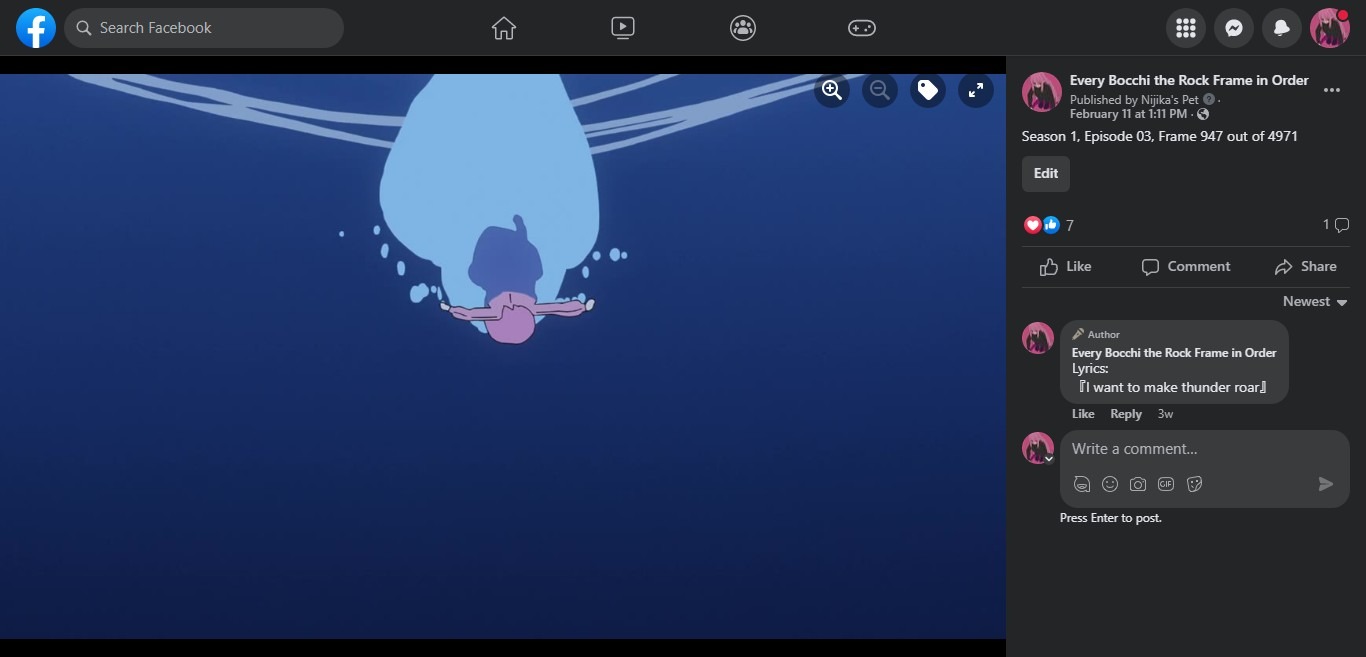 Search Facebook
Every Bocchi the Rock Frame in Order
Published by Nijika's Pet ·
February 11 at 1:11 PM ·
Season 1, Episode 03, Frame 947 out of 4971
Edit
7
1
Like
Comment
Share
Newest
Author
Every Bocchi the Rock Frame in Order
Lyrics:
『I want to make thunder roar』
Like Reply 3w
Write a comment...
GIF
Press Enter to post.